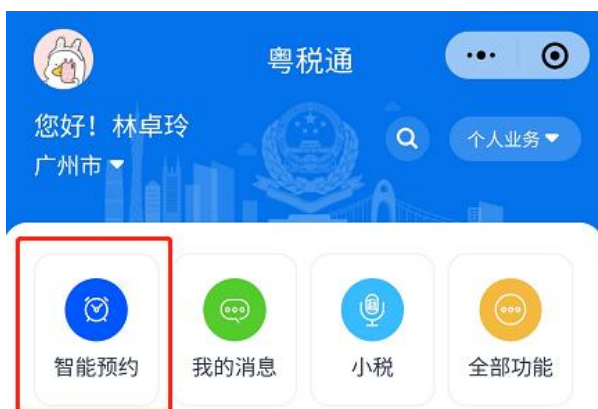 粤税通
您好！林卓玲
广州市
个人业务
智能预约
我的消息
小税
全部功能